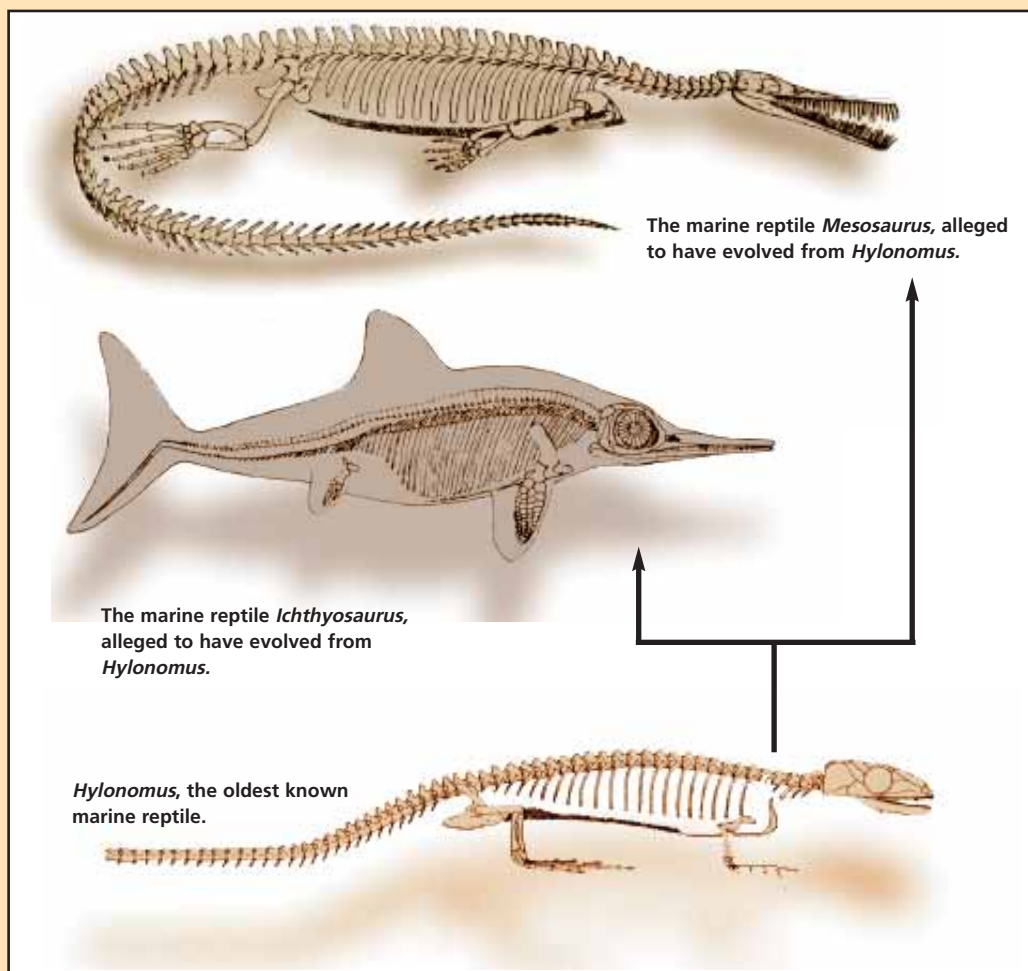 The marine reptile Mesosaurus, alleged
to have evolved from Hylonomus.
The marine reptile Ichthyosaurus,
alleged to have evolved from
Hylonomus.
Hylonomus, the oldest known
marine reptile.